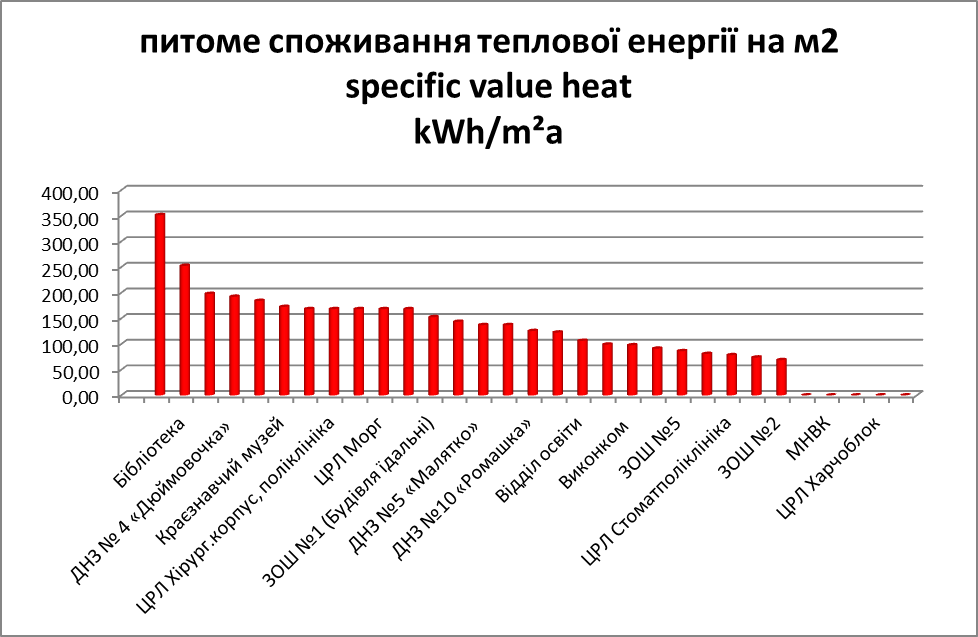 питоме споживання теплової енергії на м2
specific value heat
kWh/m²a
400,00
350,00
300,00
250,00
200,00
150,00
100,00
50,00
0,00
Бібліотека
ДНЗ № 4 «Дюймовочка»
Краєзнавчий музей
ЦРЛ Хірург.корпус, поліклініка
ЦРЛ Морг
ЗОШ №1 (Будівля їдальні)
ДНЗ №5 «Малятко»
ДНЗ №10 «Ромашка»
Відділ освіти
Виконком
ЗОШ №5
ЦРЛ Стоматполіклініка
ЗОШ №2
МНВК
ЦРЛ Харчоблок